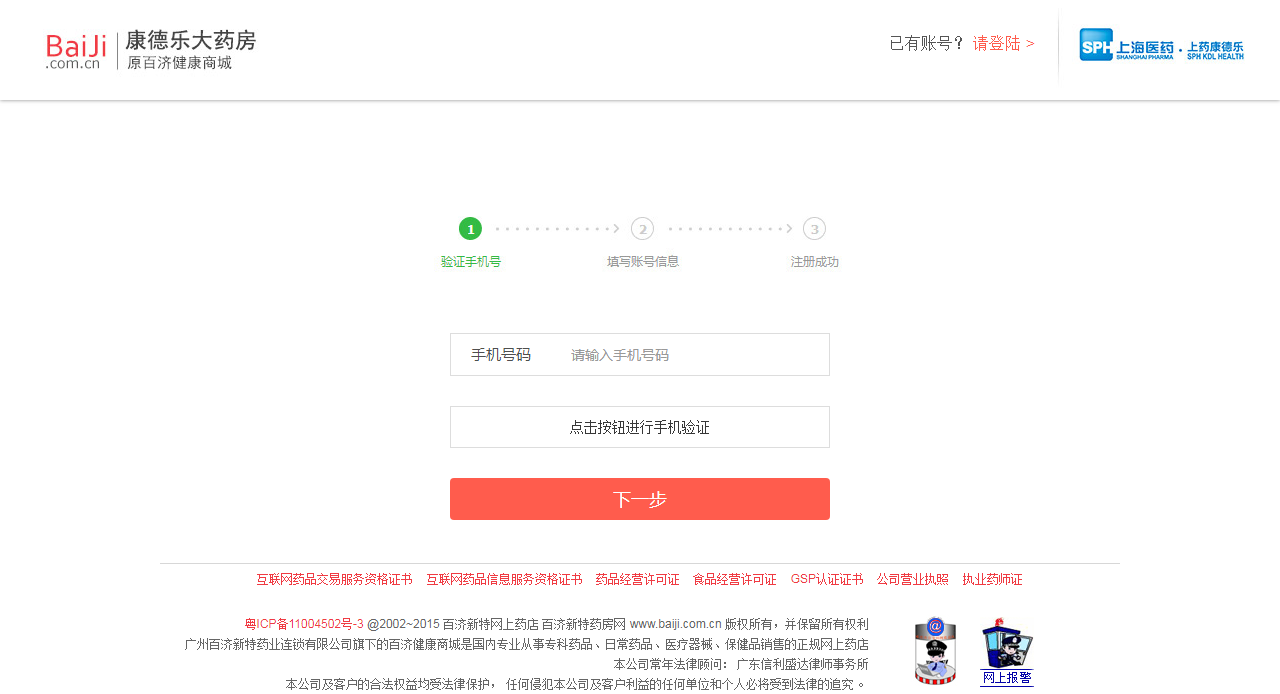 BaiJi
.com.cn
康德乐大药房
原百济健康商城
已有账号？ 请登陆 >
SPH 上海医药·上药康德乐
SHANGHAI PHARMA SPH KDL HEALTH
1 2 3
验证手机号 填写账号信息 注册成功
手机号码 请输入手机号码
点击按钮进行手机验证
下一步
互联网药品交易服务资格证书 互联网药品信息服务资格证书 药品经营许可证 食品经营许可证 GSP认证证书 公司营业执照 执业药师证
粤ICP备11004502号-3 @2002~2015 百济新特网上药店 百济新特药房网 www.baiji.com.cn 版权所有，并保留所有权利
广州百济新特药业连锁有限公司旗下的百济健康商城是国内专业从事专科药品、日常药品、医疗器械、保健品销售的正规网上药店
本公司常年法律顾问：广东信利盛达律师事务所
本公司及客户的合法权益均受法律保护， 任何侵犯本公司及客户利益的任何单位和个人必将受到法律的追究 。
@
网上报警